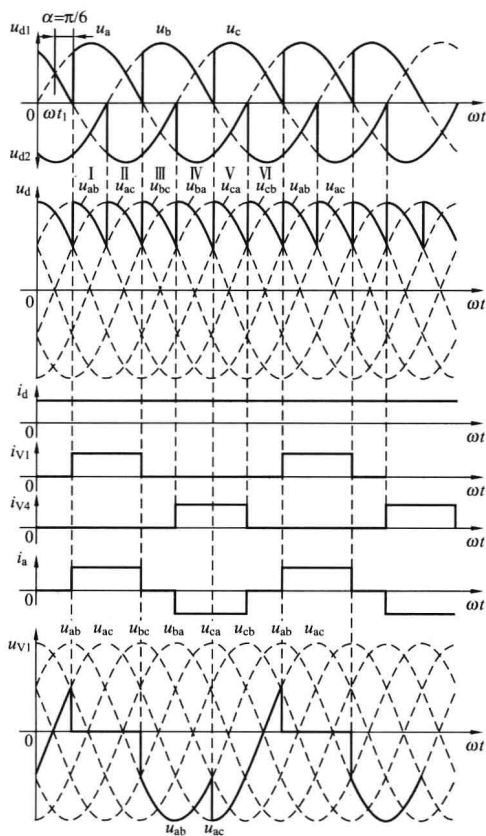 α=π/6
u_d1 u_a u_b u_c
0 ωt_1 ωt
u_d2
Ⅰ Ⅱ Ⅲ Ⅳ Ⅴ Ⅵ
u_d u_ab u_ac u_bc u_ba u_ca u_cb u_ab u_ac
0 ωt
i_d
0 ωt
i_V1
0 ωt
i_V4
0 ωt
i_a
0 ωt
u_ab u_ac u_bc u_ba u_ca u_cb u_ab u_ac
u_V1
0 ωt
u_ab u_ac